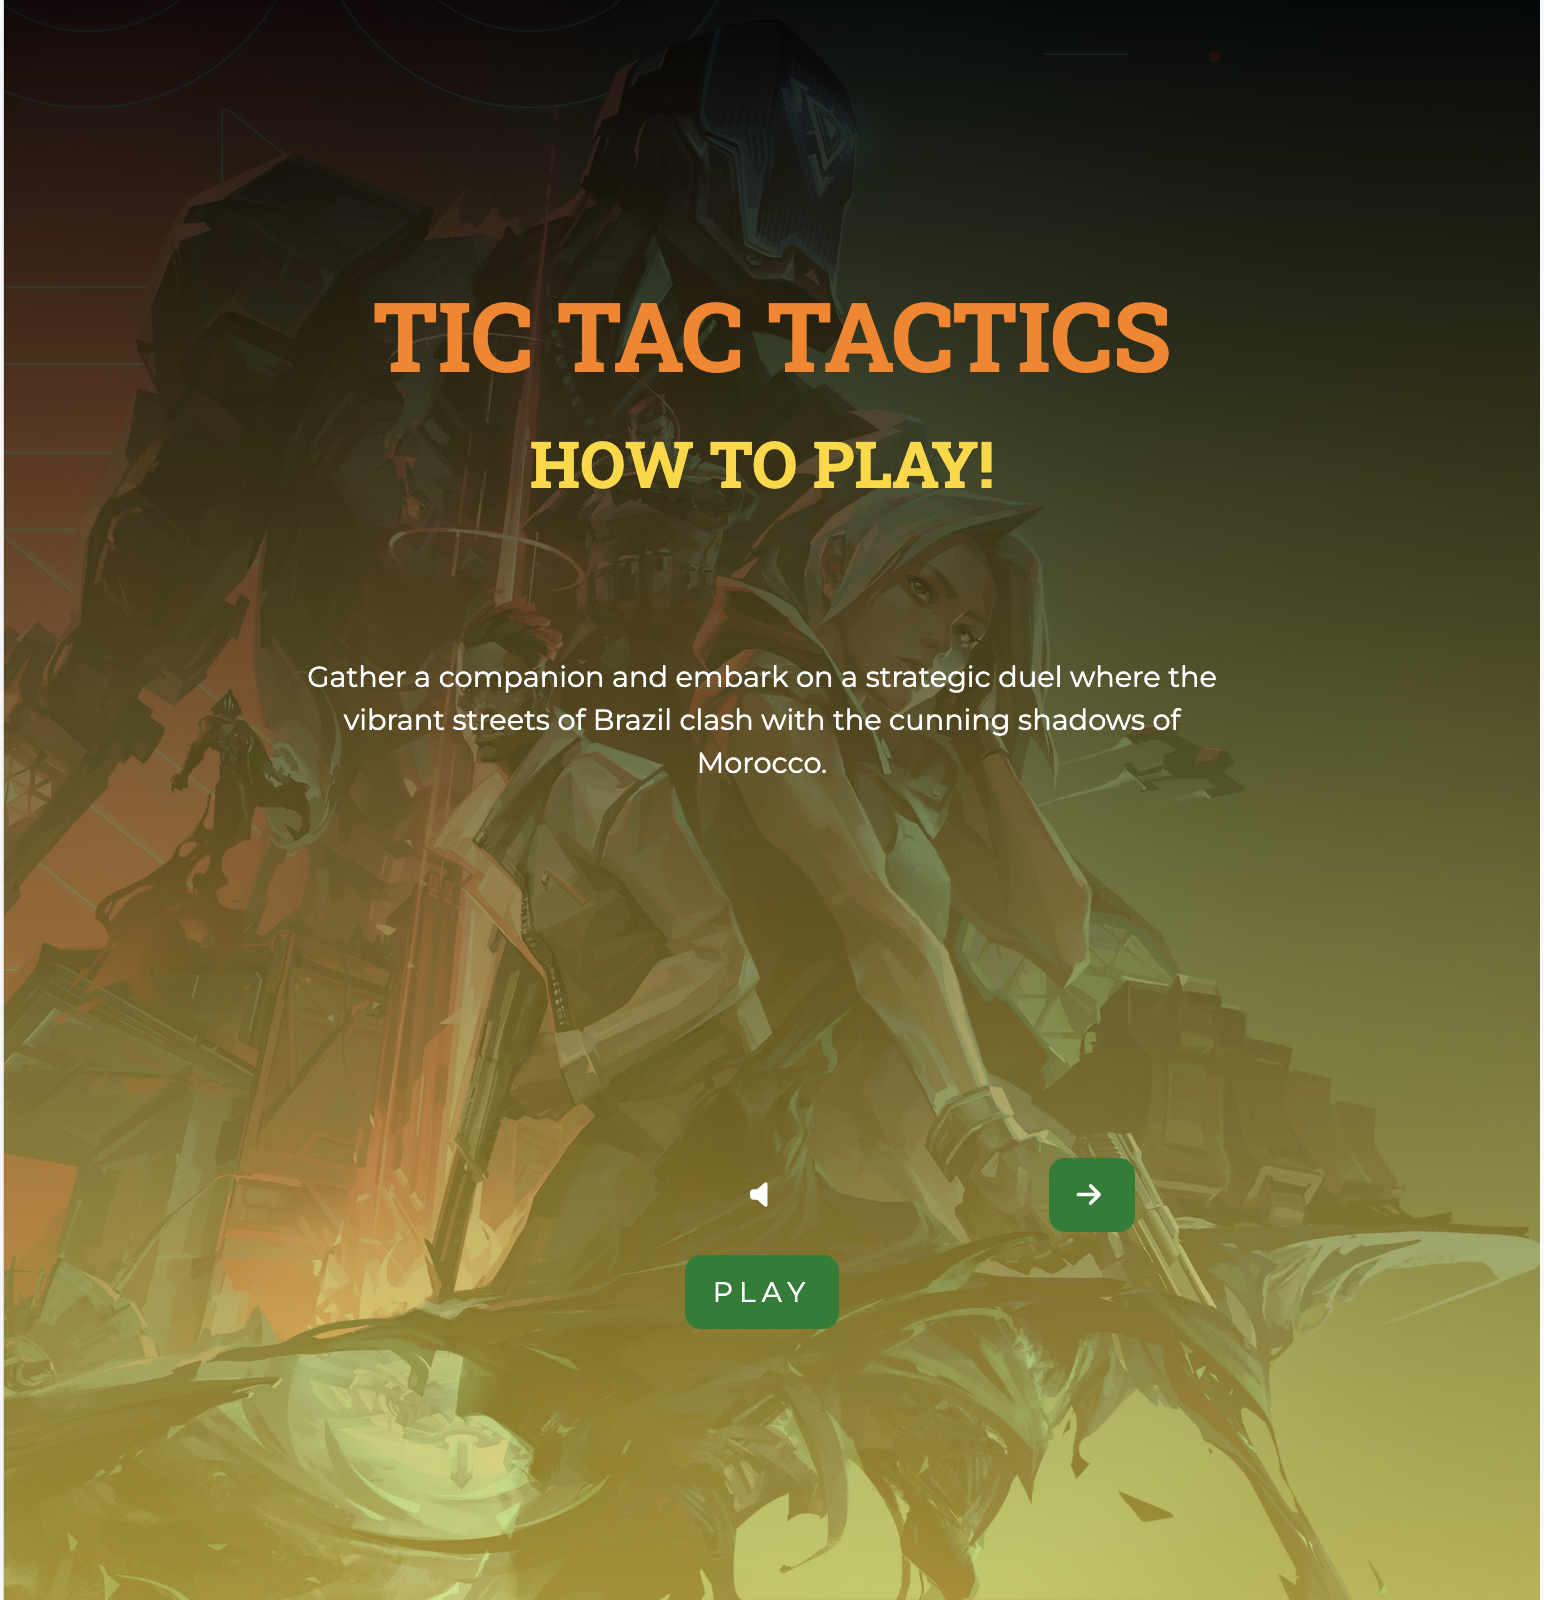 TIC TAC TACTICS
HOW TO PLAY!
Gather a companion and embark on a strategic duel where the
vibrant streets of Brazil clash with the cunning shadows of
Morocco.
PLAY